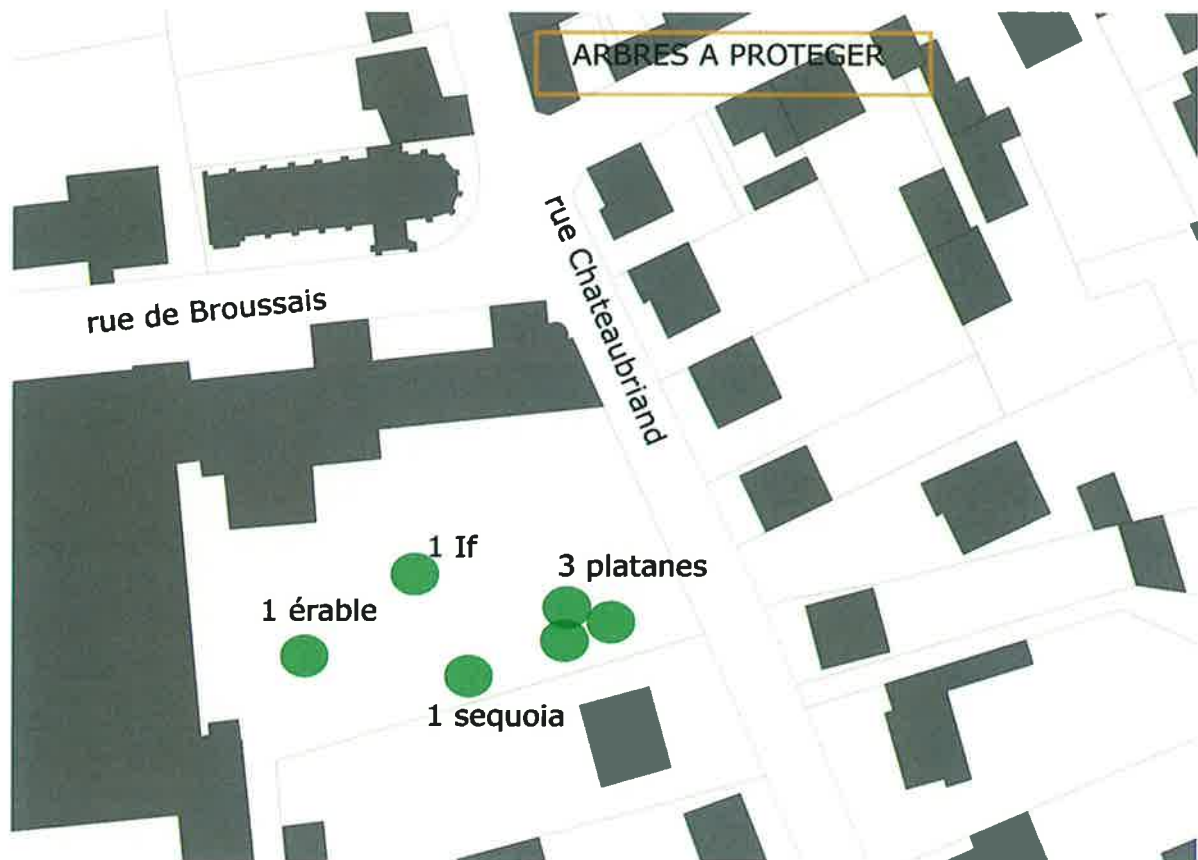 ARBRES A PROTEGER
rue Chateaubriand
rue de Broussais
1 If
3 platanes
1 érable
1 sequoia